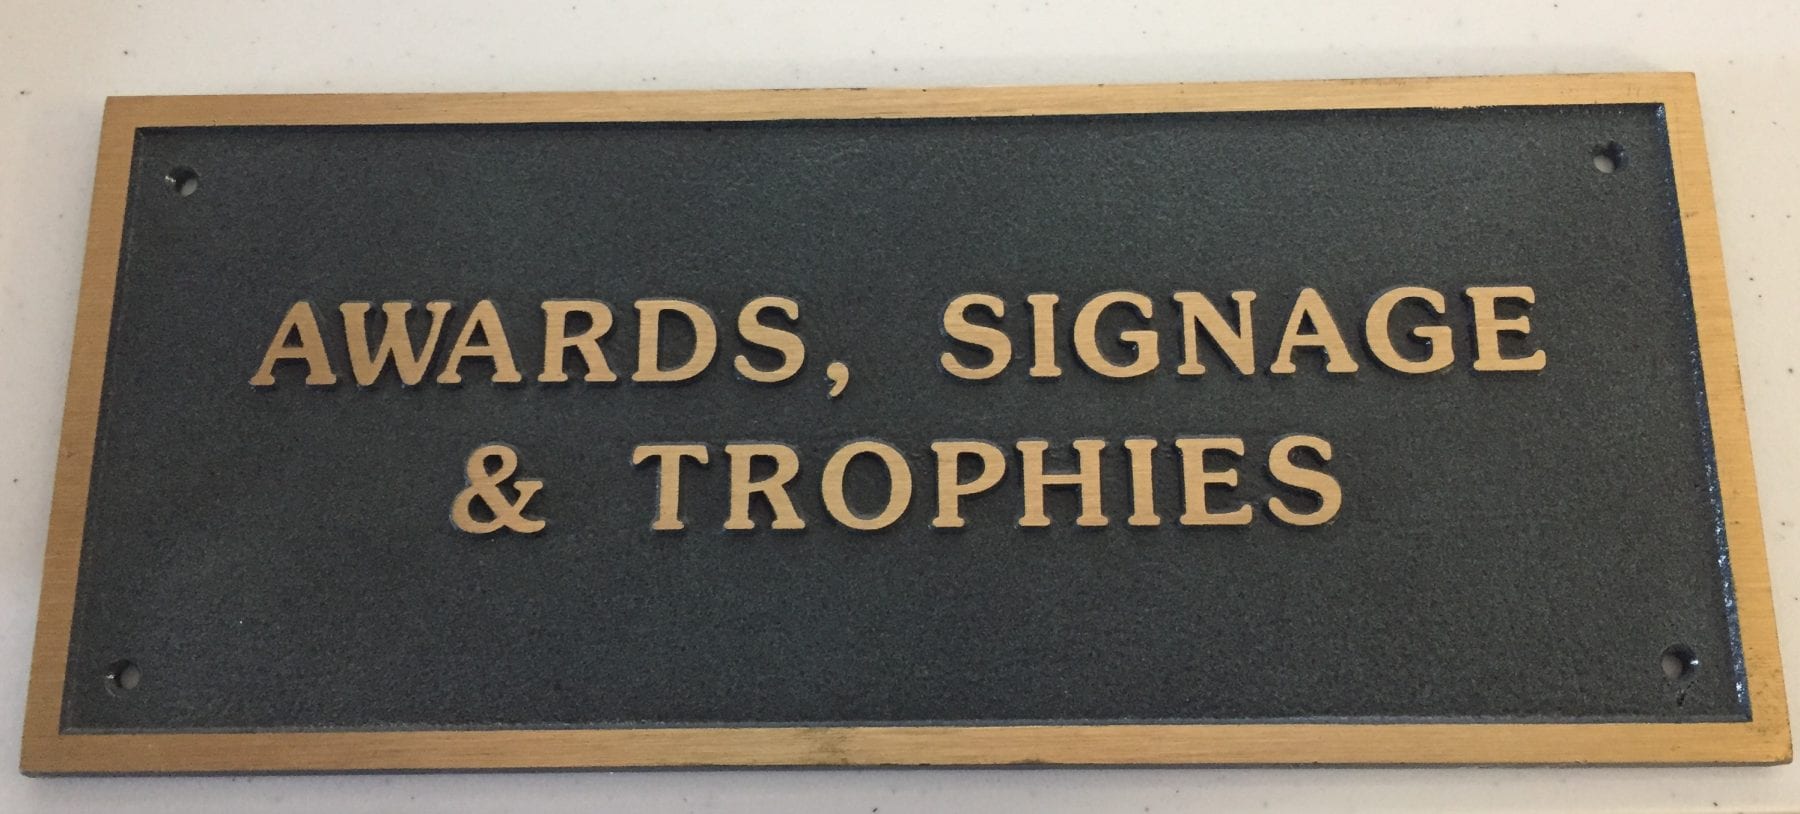 AWARDS, SIGNAGE
& TROPHIES